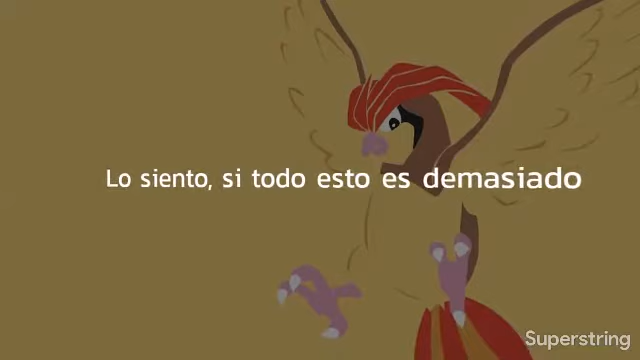 Lo siento, si todo esto es demasiado
Superstring